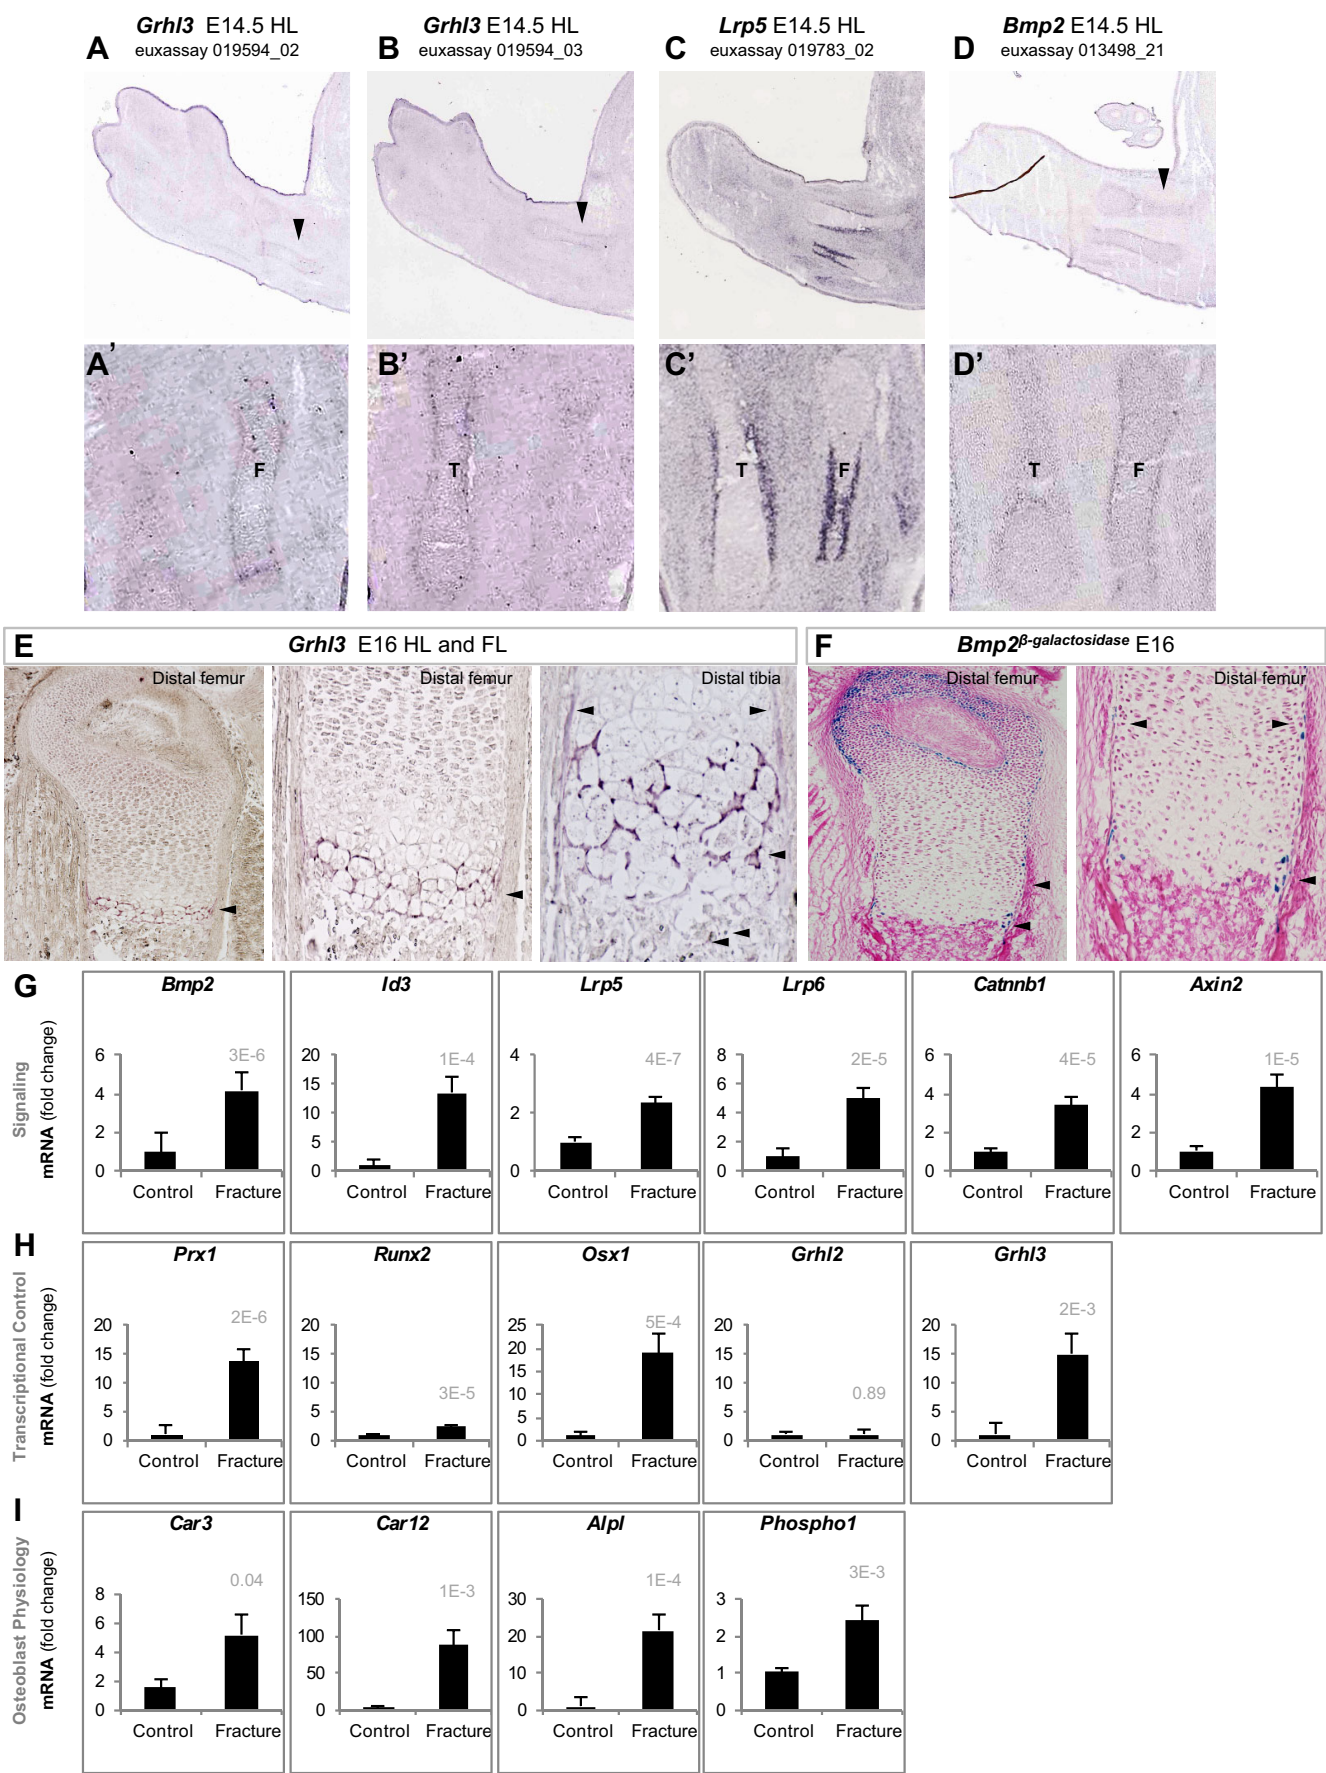 A
Grhl3 E14.5 HL
euxassay 019594_02
B
Grhl3 E14.5 HL
euxassay 019594_03
C
Lrp5 E14.5 HL
euxassay 019783_02
D
Bmp2 E14.5 HL
euxassay 013498_21
A'
F
B'
T
C'
T
F
D'
T
F
E
Grhl3 E16 HL and FL
Distal femur
Distal femur
Distal tibia
F
Bmp2β-galactosidase E16
Distal femur
Distal femur
G
Signaling
mRNA (fold change)
Bmp2
3E-6
6
4
2
0
Control Fracture
Id3
1E-4
20
15
10
5
0
Control Fracture
Lrp5
4E-7
4
2
0
Control Fracture
Lrp6
2E-5
8
6
4
2
0
Control Fracture
Catnnb1
4E-5
6
4
2
0
Control Fracture
Axin2
1E-5
6
4
2
0
Control Fracture
H
Transcriptional Control
mRNA (fold change)
Prx1
2E-6
20
15
10
5
0
Control Fracture
Runx2
3E-5
20
15
10
5
0
Control Fracture
Osx1
5E-4
25
20
15
10
5
0
Control Fracture
Grhl2
0.89
20
15
10
5
0
Control Fracture
Grhl3
2E-3
20
15
10
5
0
Control Fracture
I
Osteoblast Physiology
mRNA (fold change)
Car3
0.04
8
6
4
2
0
Control Fracture
Car12
1E-3
150
100
50
0
Control Fracture
Alpl
1E-4
30
20
10
0
Control Fracture
Phospho1
3E-3
3
2
1
0
Control Fracture